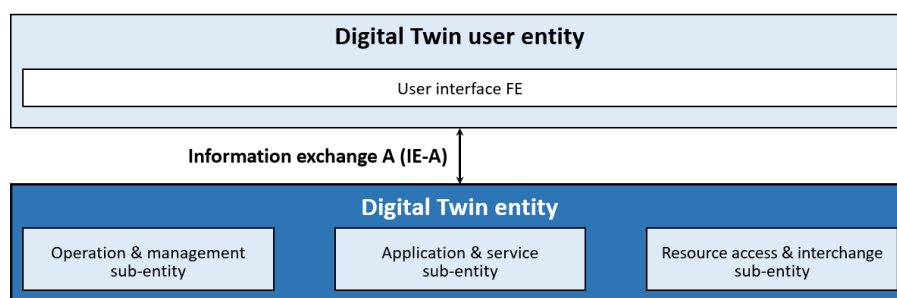 Digital Twin user entity
User interface FE
Information exchange A (IE-A)
Digital Twin entity
Operation & management
sub-entity
Application & service
sub-entity
Resource access & interchange
sub-entity